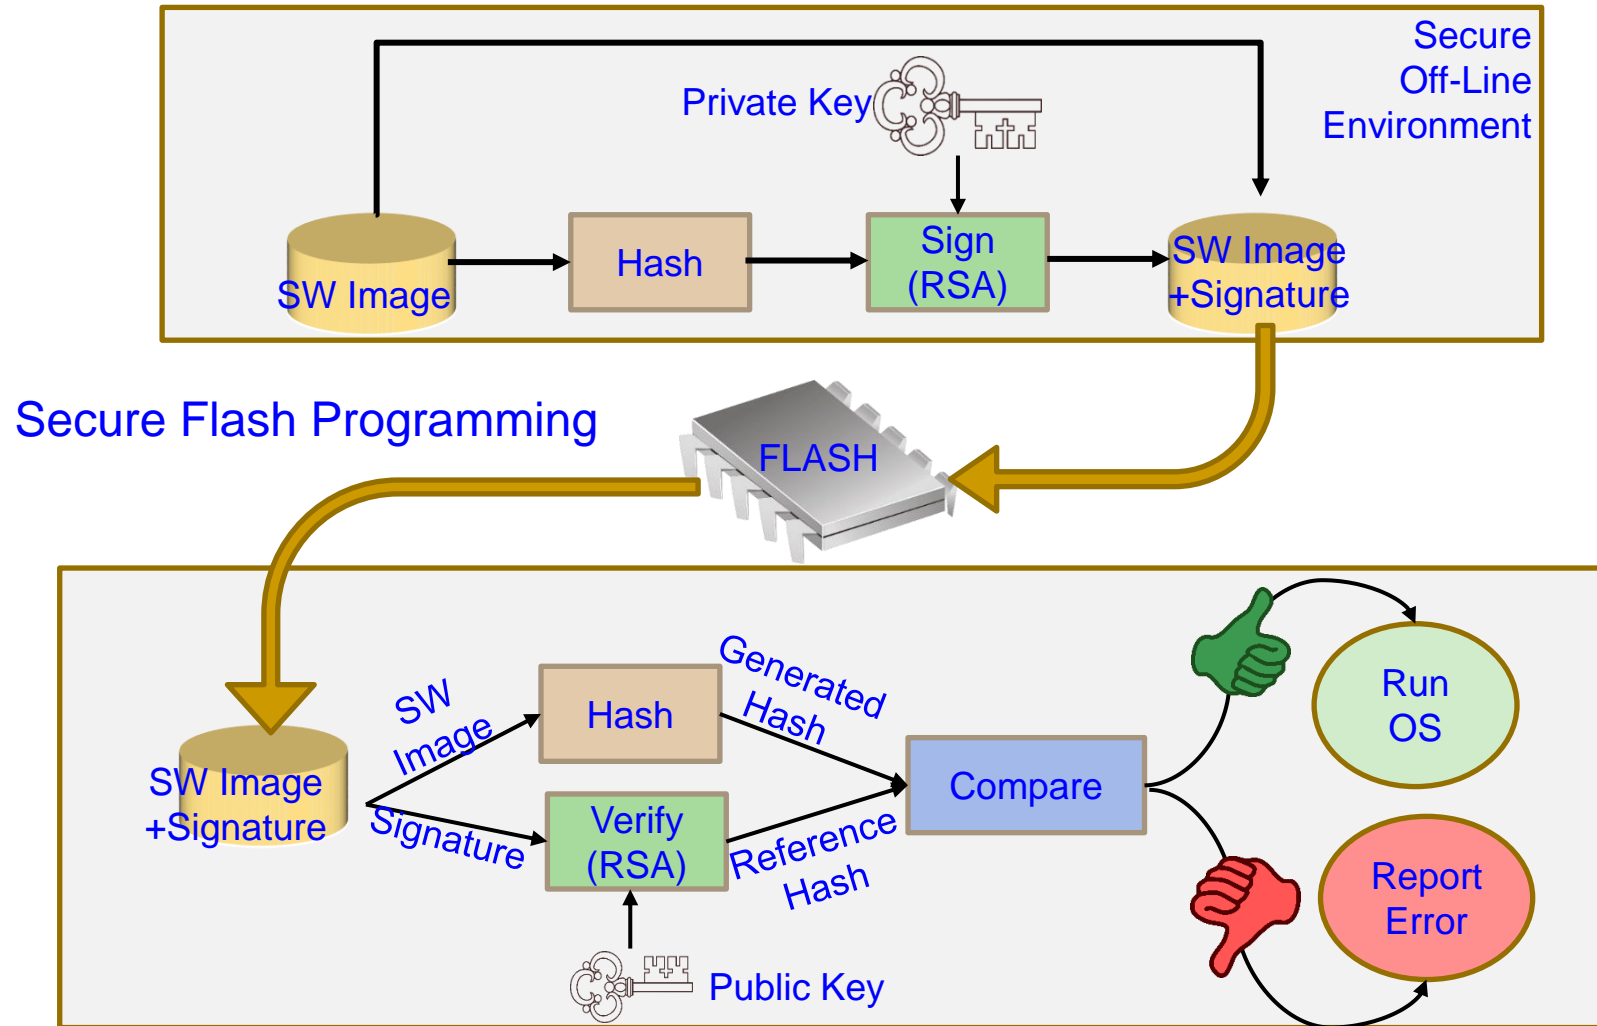 Secure
Off-Line
Environment
Private Key
SW Image
Hash
Sign
(RSA)
SW Image
+Signature
Secure Flash Programming
FLASH
SW Image
+Signature
SW
Image
Signature
Hash
Verify
(RSA)
Public Key
Generated
Hash
Reference
Hash
Compare
Run
OS
Report
Error